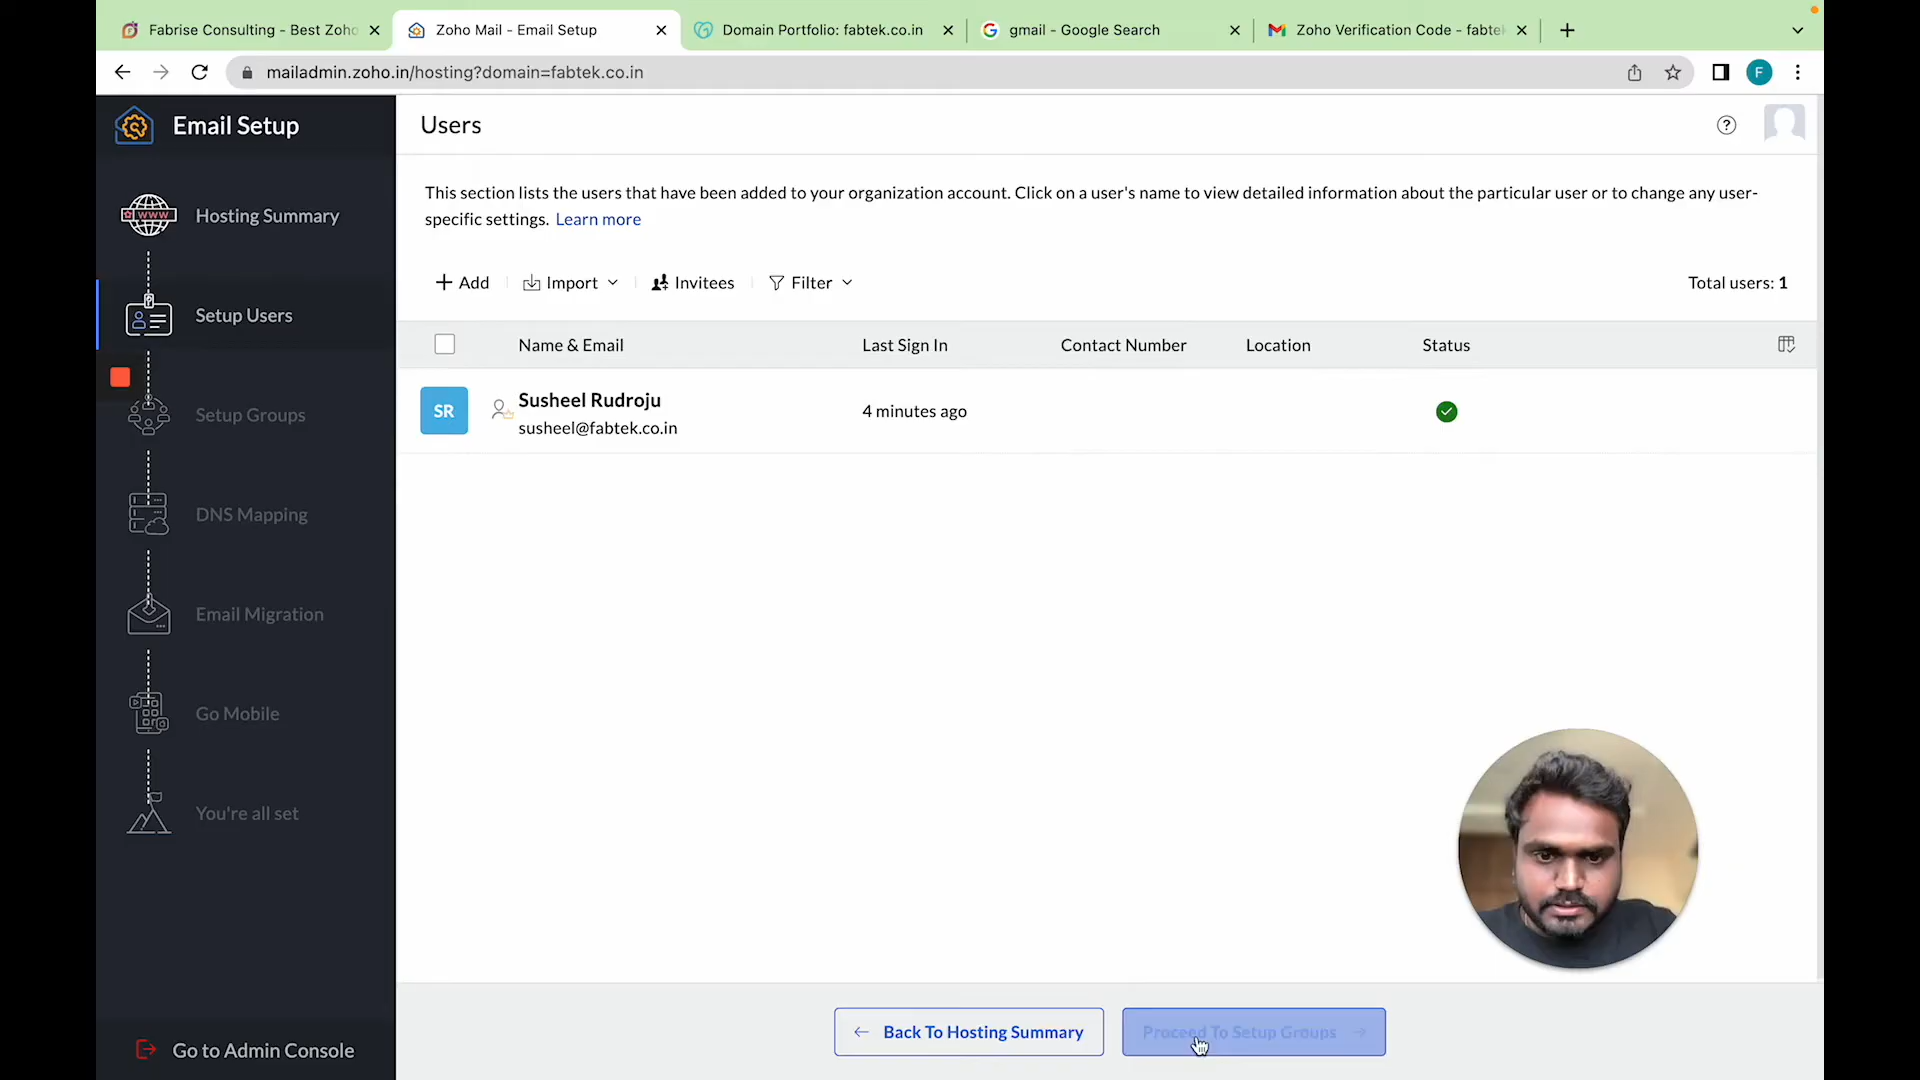 Fabrise Consulting - Best Zoho
Zoho Mail - Email Setup
Domain Portfolio: fabtek.co.in
gmail - Google Search
Zoho Verification Code - fabtek
mailadmin.zoho.in/hosting?domain=fabtek.co.in
F
Email Setup
Users
This section lists the users that have been added to your organization account. Click on a user's name to view detailed information about the particular user or to change any user-
specific settings. Learn more
WWW
Hosting Summary
Add
Import
Invitees
Filter
Total users: 1
Setup Users
Name & Email
Last Sign In
Contact Number
Location
Status
SR
Susheel Rudroju
susheel@fabtek.co.in
4 minutes ago
Setup Groups
DNS Mapping
Email Migration
Go Mobile
You're all set
Back To Hosting Summary
Proceed To Setup Groups
Go to Admin Console